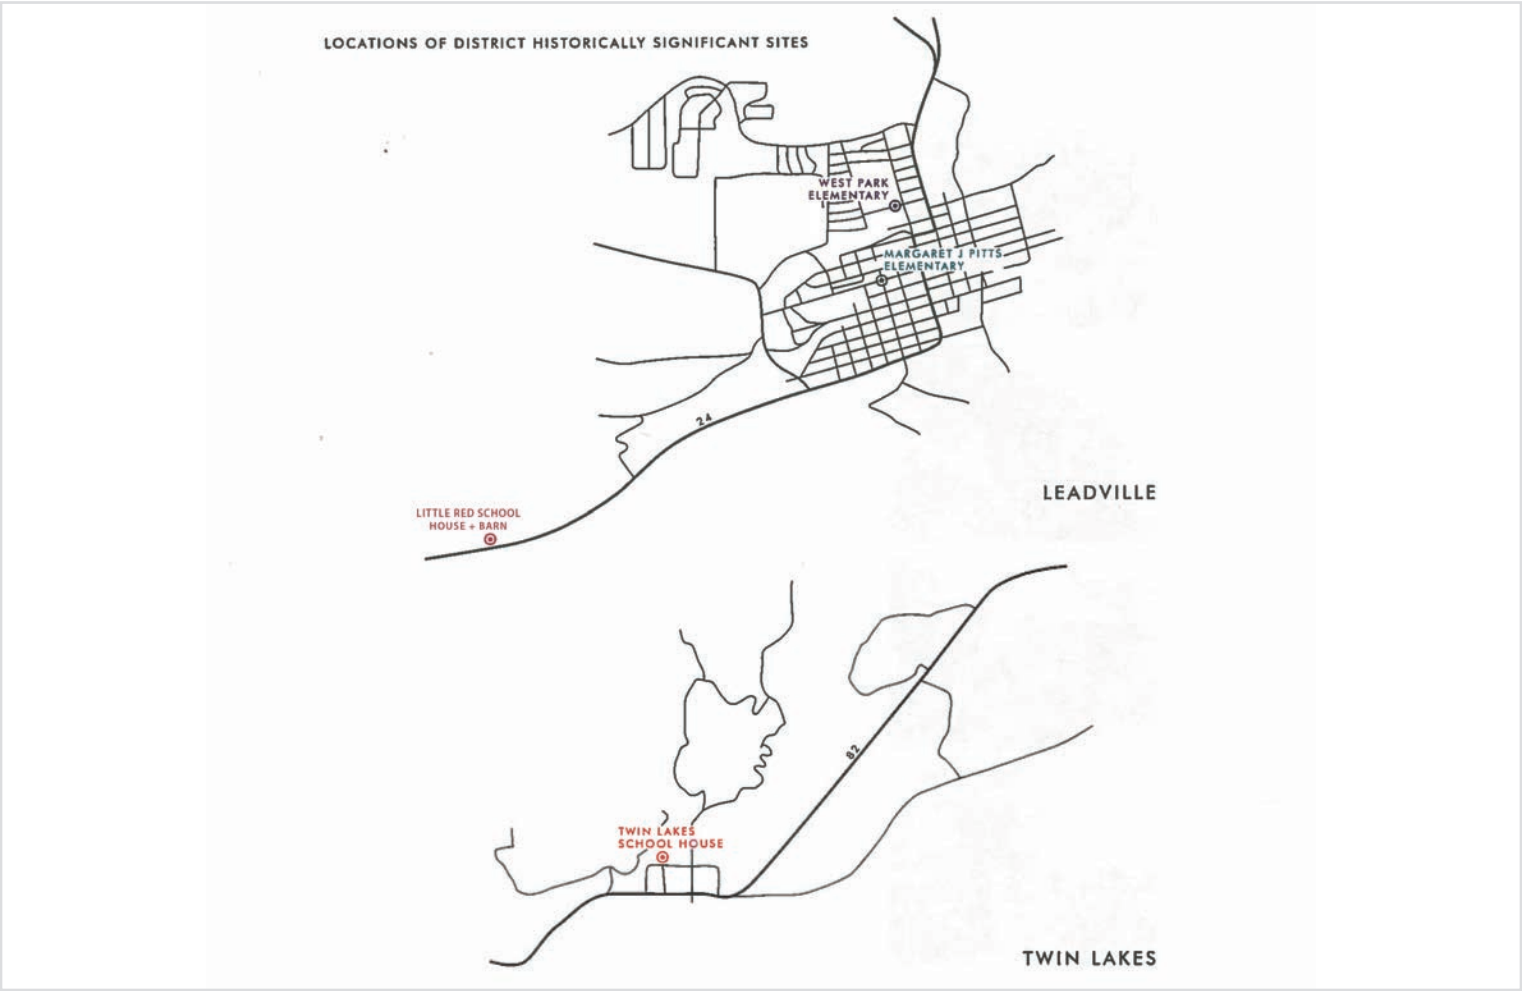 LOCATIONS OF DISTRICT HISTORICALLY SIGNIFICANT SITES
WEST PARK
ELEMENTARY
MARGARET J PITTS
ELEMENTARY
24
LITTLE RED SCHOOL
HOUSE + BARN
LEADVILLE
82
TWIN LAKES
SCHOOL HOUSE
TWIN LAKES